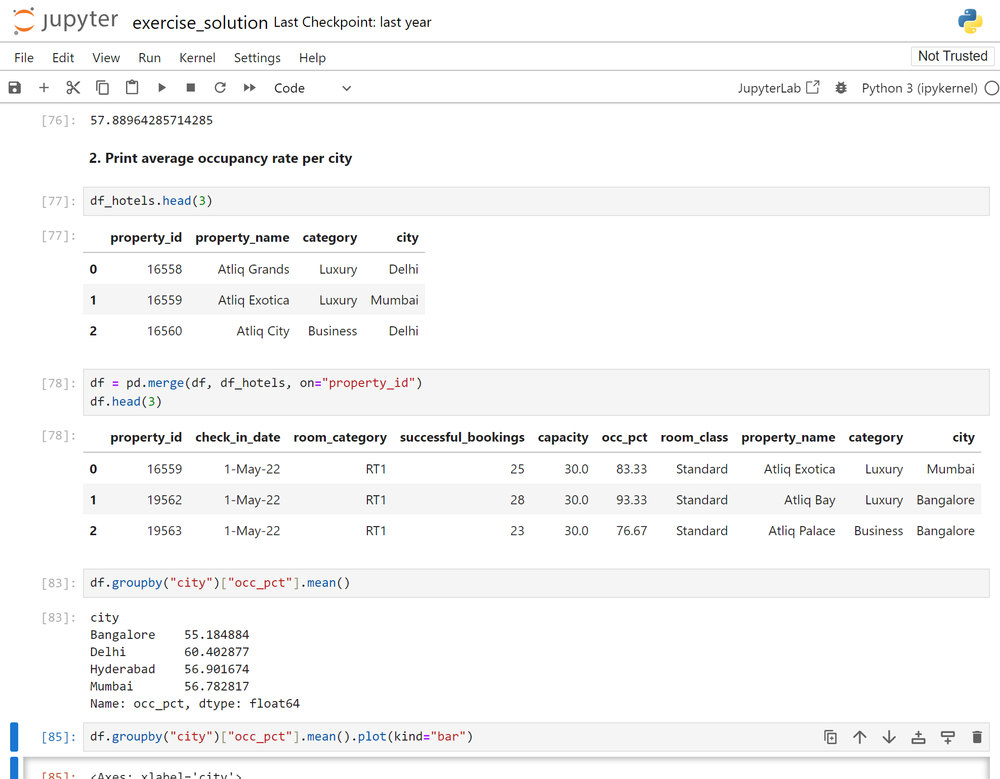 jupyter exercise_solution Last Checkpoint: last year
File Edit View Run Kernel Settings Help Not Trusted
Code JupyterLab Python 3 (ipykernel)
[76]: 57.88964285714285
2. Print average occupancy rate per city
[77]: df_hotels.head(3)
[77]: property_id property_name category city
0 16558 Atliq Grands Luxury Delhi
1 16559 Atliq Exotica Luxury Mumbai
2 16560 Atliq City Business Delhi
[78]: df = pd.merge(df, df_hotels, on="property_id")
df.head(3)
[78]: property_id check_in_date room_category successful_bookings capacity occ_pct room_class property_name category city
0 16559 1-May-22 RT1 25 30.0 83.33 Standard Atliq Exotica Luxury Mumbai
1 19562 1-May-22 RT1 28 30.0 93.33 Standard Atliq Bay Luxury Bangalore
2 19563 1-May-22 RT1 23 30.0 76.67 Standard Atliq Palace Business Bangalore
[83]: df.groupby("city")["occ_pct"].mean()
[83]: city
Bangalore 55.184884
Delhi 60.402877
Hyderabad 56.901674
Mumbai 56.782817
Name: occ_pct, dtype: float64
[85]: df.groupby("city")["occ_pct"].mean().plot(kind="bar")
[85]: <Axes: xlabel='city'>